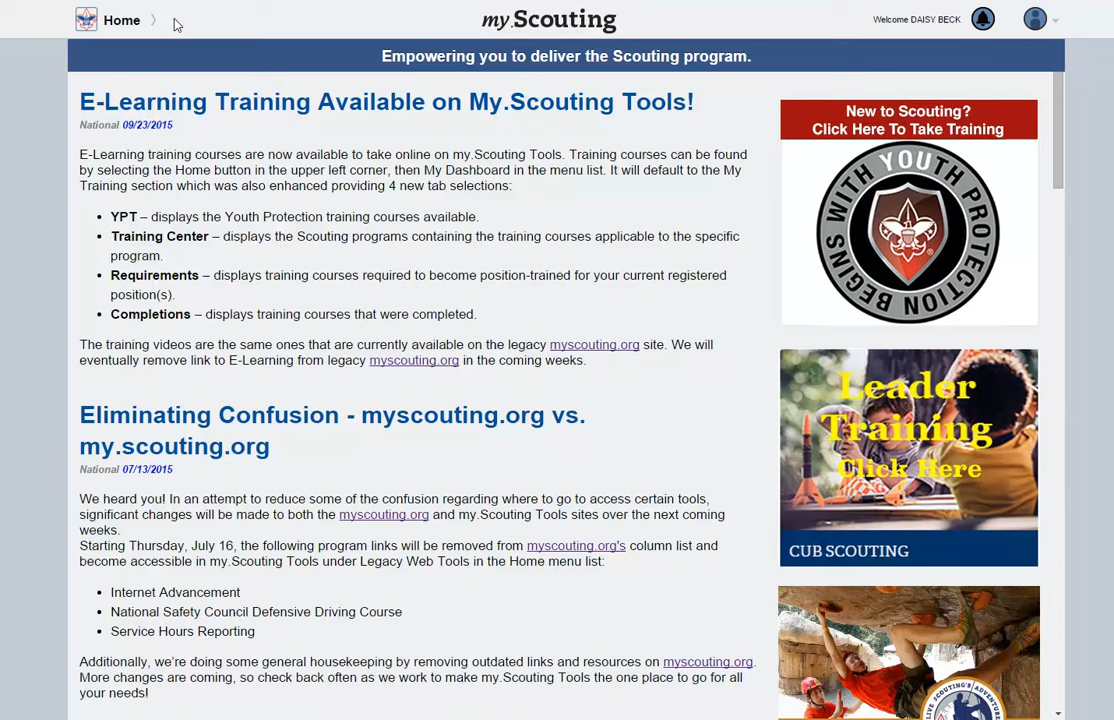 Home
my.Scouting
Welcome DAISY BECK
Empowering you to deliver the Scouting program.
E-Learning Training Available on My.Scouting Tools!
National 09/23/2015
E-Learning training courses are now available to take online on my.Scouting Tools. Training courses can be found
by selecting the Home button in the upper left corner, then My Dashboard in the menu list. It will default to the My
Training section which was also enhanced providing 4 new tab selections:
• YPT – displays the Youth Protection training courses available.
• Training Center – displays the Scouting programs containing the training courses applicable to the specific
program.
• Requirements – displays training courses required to become position-trained for your current registered
position(s).
• Completions – displays training courses that were completed.
The training videos are the same ones that are currently available on the legacy myscouting.org site. We will
eventually remove link to E-Learning from legacy myscouting.org in the coming weeks.
Eliminating Confusion - myscouting.org vs.
my.scouting.org
National 07/13/2015
We heard you! In an attempt to reduce some of the confusion regarding where to go to access certain tools,
significant changes will be made to both the myscouting.org and my.Scouting Tools sites over the next coming
weeks.
Starting Thursday, July 16, the following program links will be removed from myscouting.org's column list and
become accessible in my.Scouting Tools under Legacy Web Tools in the Home menu list:
• Internet Advancement
• National Safety Council Defensive Driving Course
• Service Hours Reporting
Additionally, we're doing some general housekeeping by removing outdated links and resources on myscouting.org.
More changes are coming, so check back often as we work to make my.Scouting Tools the one place to go for all
your needs!
New to Scouting?
Click Here To Take Training
YOUTH PROTECTION BEGINS WITH YOU
Leader
Training
Click Here
CUB SCOUTING
LIVE SCOUTING'S ADVENTURE